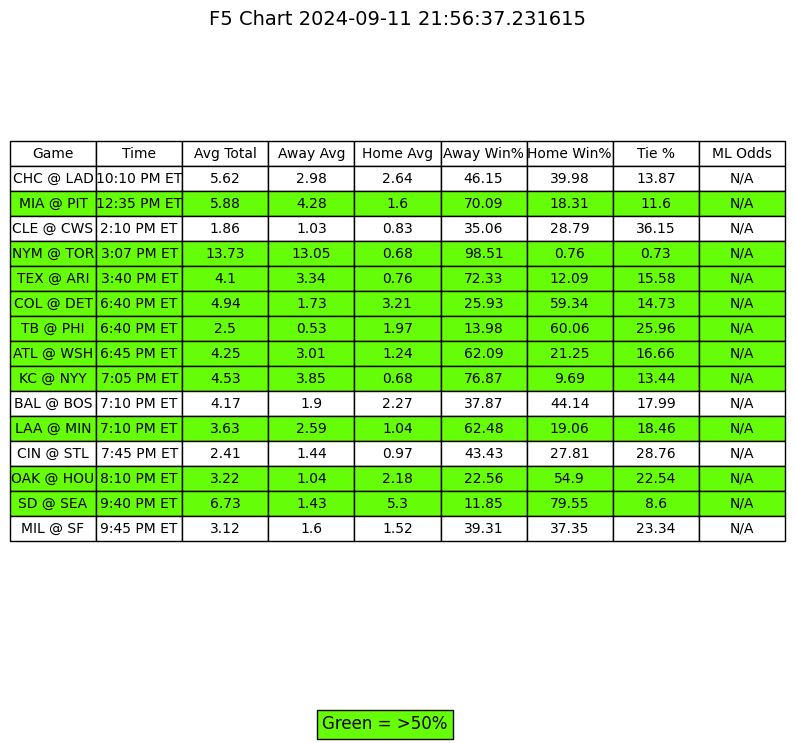 F5 Chart 2024-09-11 21:56:37.231615
Game Time Avg Total Away Avg Home Avg Away Win% Home Win% Tie % ML Odds
CHC @ LAD 10:10 PM ET 5.62 2.98 2.64 46.15 39.98 13.87 N/A
MIA @ PIT 12:35 PM ET 5.88 4.28 1.6 70.09 18.31 11.6 N/A
CLE @ CWS 2:10 PM ET 1.86 1.03 0.83 35.06 28.79 36.15 N/A
NYM @ TOR 3:07 PM ET 13.73 13.05 0.68 98.51 0.76 0.73 N/A
TEX @ ARI 3:40 PM ET 4.1 3.34 0.76 72.33 12.09 15.58 N/A
COL @ DET 6:40 PM ET 4.94 1.73 3.21 25.93 59.34 14.73 N/A
TB @ PHI 6:40 PM ET 2.5 0.53 1.97 13.98 60.06 25.96 N/A
ATL @ WSH 6:45 PM ET 4.25 3.01 1.24 62.09 21.25 16.66 N/A
KC @ NYY 7:05 PM ET 4.53 3.85 0.68 76.87 9.69 13.44 N/A
BAL @ BOS 7:10 PM ET 4.17 1.9 2.27 37.87 44.14 17.99 N/A
LAA @ MIN 7:10 PM ET 3.63 2.59 1.04 62.48 19.06 18.46 N/A
CIN @ STL 7:45 PM ET 2.41 1.44 0.97 43.43 27.81 28.76 N/A
OAK @ HOU 8:10 PM ET 3.22 1.04 2.18 22.56 54.9 22.54 N/A
SD @ SEA 9:40 PM ET 6.73 1.43 5.3 11.85 79.55 8.6 N/A
MIL @ SF 9:45 PM ET 3.12 1.6 1.52 39.31 37.35 23.34 N/A
Green = >50%